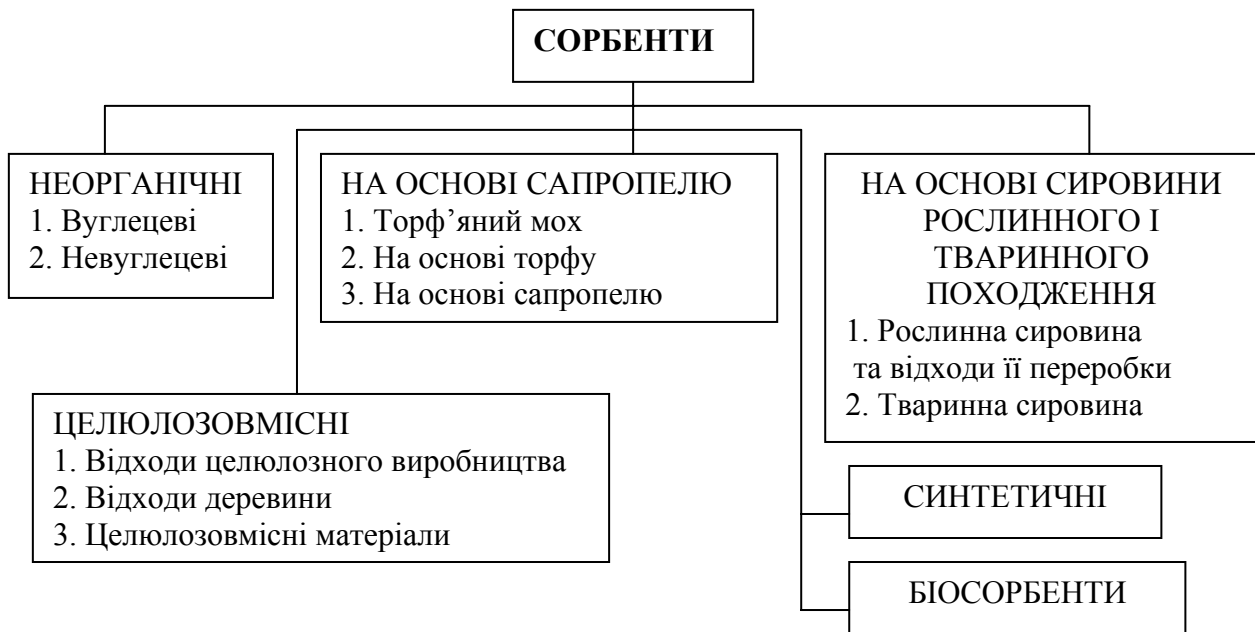 СОРБЕНТИ
НЕОРГАНІЧНІ
1. Вуглецеві
2. Невуглецеві
НА ОСНОВІ САПРОПЕЛЮ
1. Торф’яний мох
2. На основі торфу
3. На основі сапропелю
НА ОСНОВІ СИРОВИНИ
РОСЛИННОГО І
ТВАРИННОГО
ПОХОДЖЕННЯ
1. Рослинна сировина
та відходи її переробки
2. Тваринна сировина
ЦЕЛЮЛОЗОВМІСНІ
1. Відходи целюлозного виробництва
2. Відходи деревини
3. Целюлозовмісні матеріали
СИНТЕТИЧНІ
БІОСОРБЕНТИ